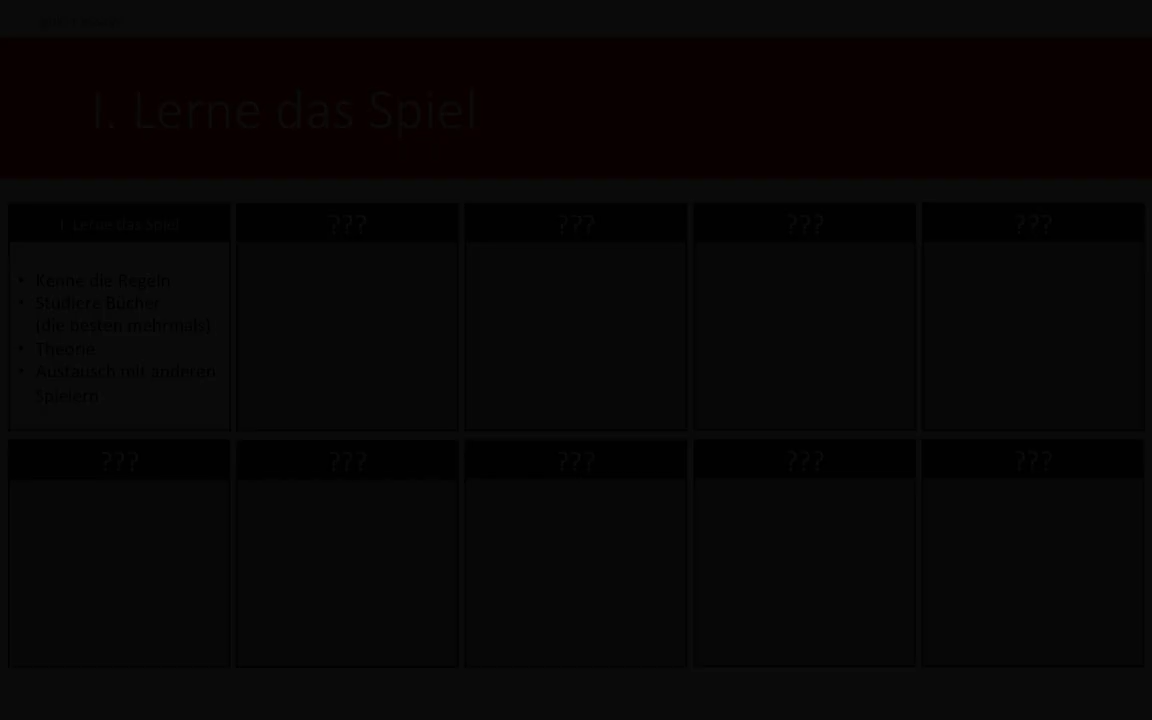 I. Lerne das Spiel
I. Lerne das Spiel
???
???
???
???
• Kenne die Regeln
• Studiere Bücher
(die besten mehrmals)
• Theorie
• Austausch mit anderen
Spielern
???
???
???
???
???